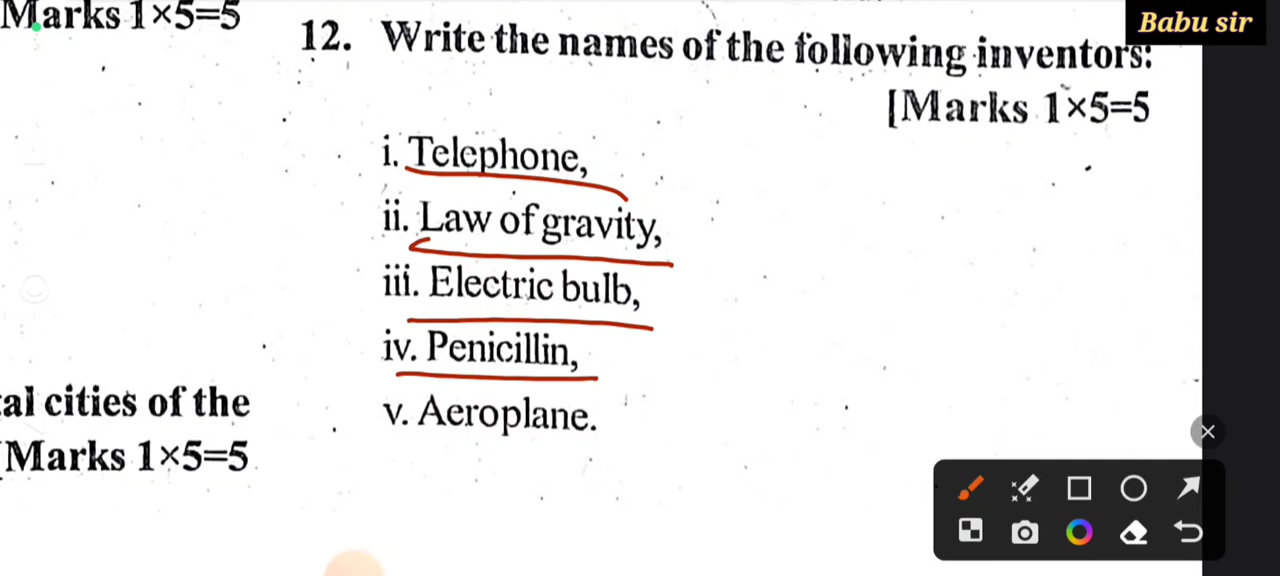 Marks 1×5=5
Babu sir
12. Write the names of the following inventors:
[Marks 1×5=5
i. Telephone,
ii. Law of gravity,
iii. Electric bulb,
iv. Penicillin,
v. Aeroplane.
al cities of the
[Marks 1×5=5